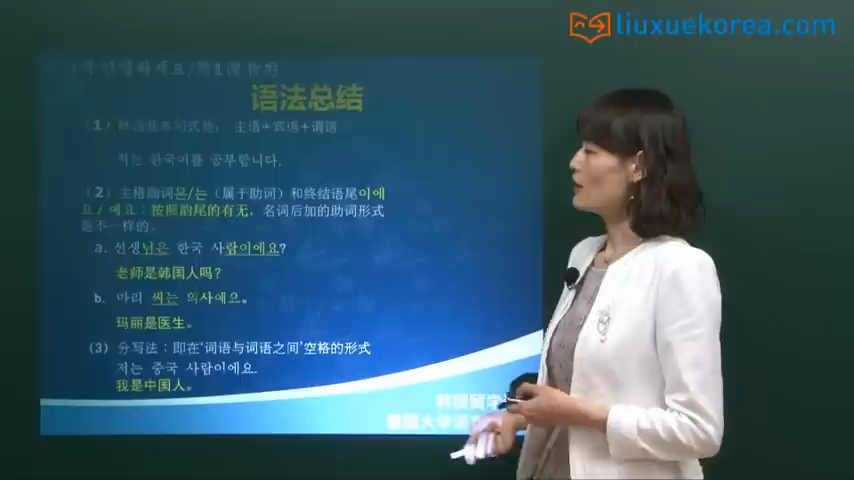 liuxuekorea.com
语法总结
(1) 韩语基本句式是： 主语+宾语+谓语
저는 한국어를 공부합니다.
(2) 主格助词은/는 (属于助词) 和终结语尾이에
요/예요：按照韵尾的有无，名词后加的助词形式
是不一样的。
a. 선생님은 한국 사람이에요?
老师是韩国人吗？
b. 마리 씨는 의사예요。
玛丽是医生。
(3) 分写法：即在‘词语与词语之间’空格的形式
저는 중국 사람이에요.
我是中国人。
韩国留学